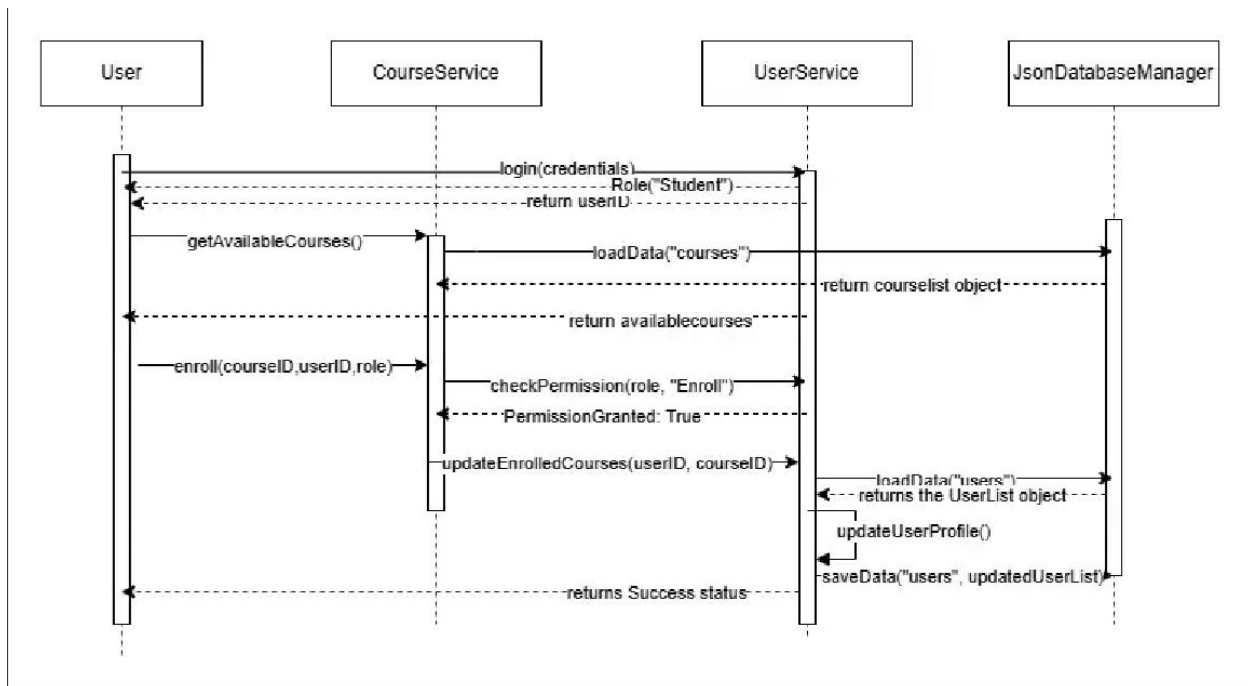 User
CourseService
UserService
JsonDatabaseManager
login(credentials)
Role("Student")
return userID
getAvailableCourses()
loadData("courses")
return courselist object
return availablecourses
enroll(courseID,userID,role)
checkPermission(role, "Enroll")
PermissionGranted: True
updateEnrolledCourses(userID, courseID)
loadData("users")
returns the UserList object
updateUserProfile()
saveData("users", updatedUserList)
returns Success status